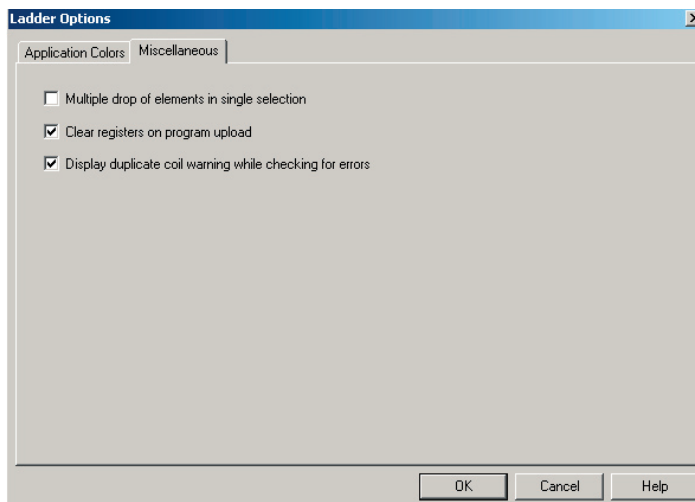 Ladder Options
Application Colors Miscellaneous
Multiple drop of elements in single selection
Clear registers on program upload
Display duplicate coil warning while checking for errors
OK Cancel Help